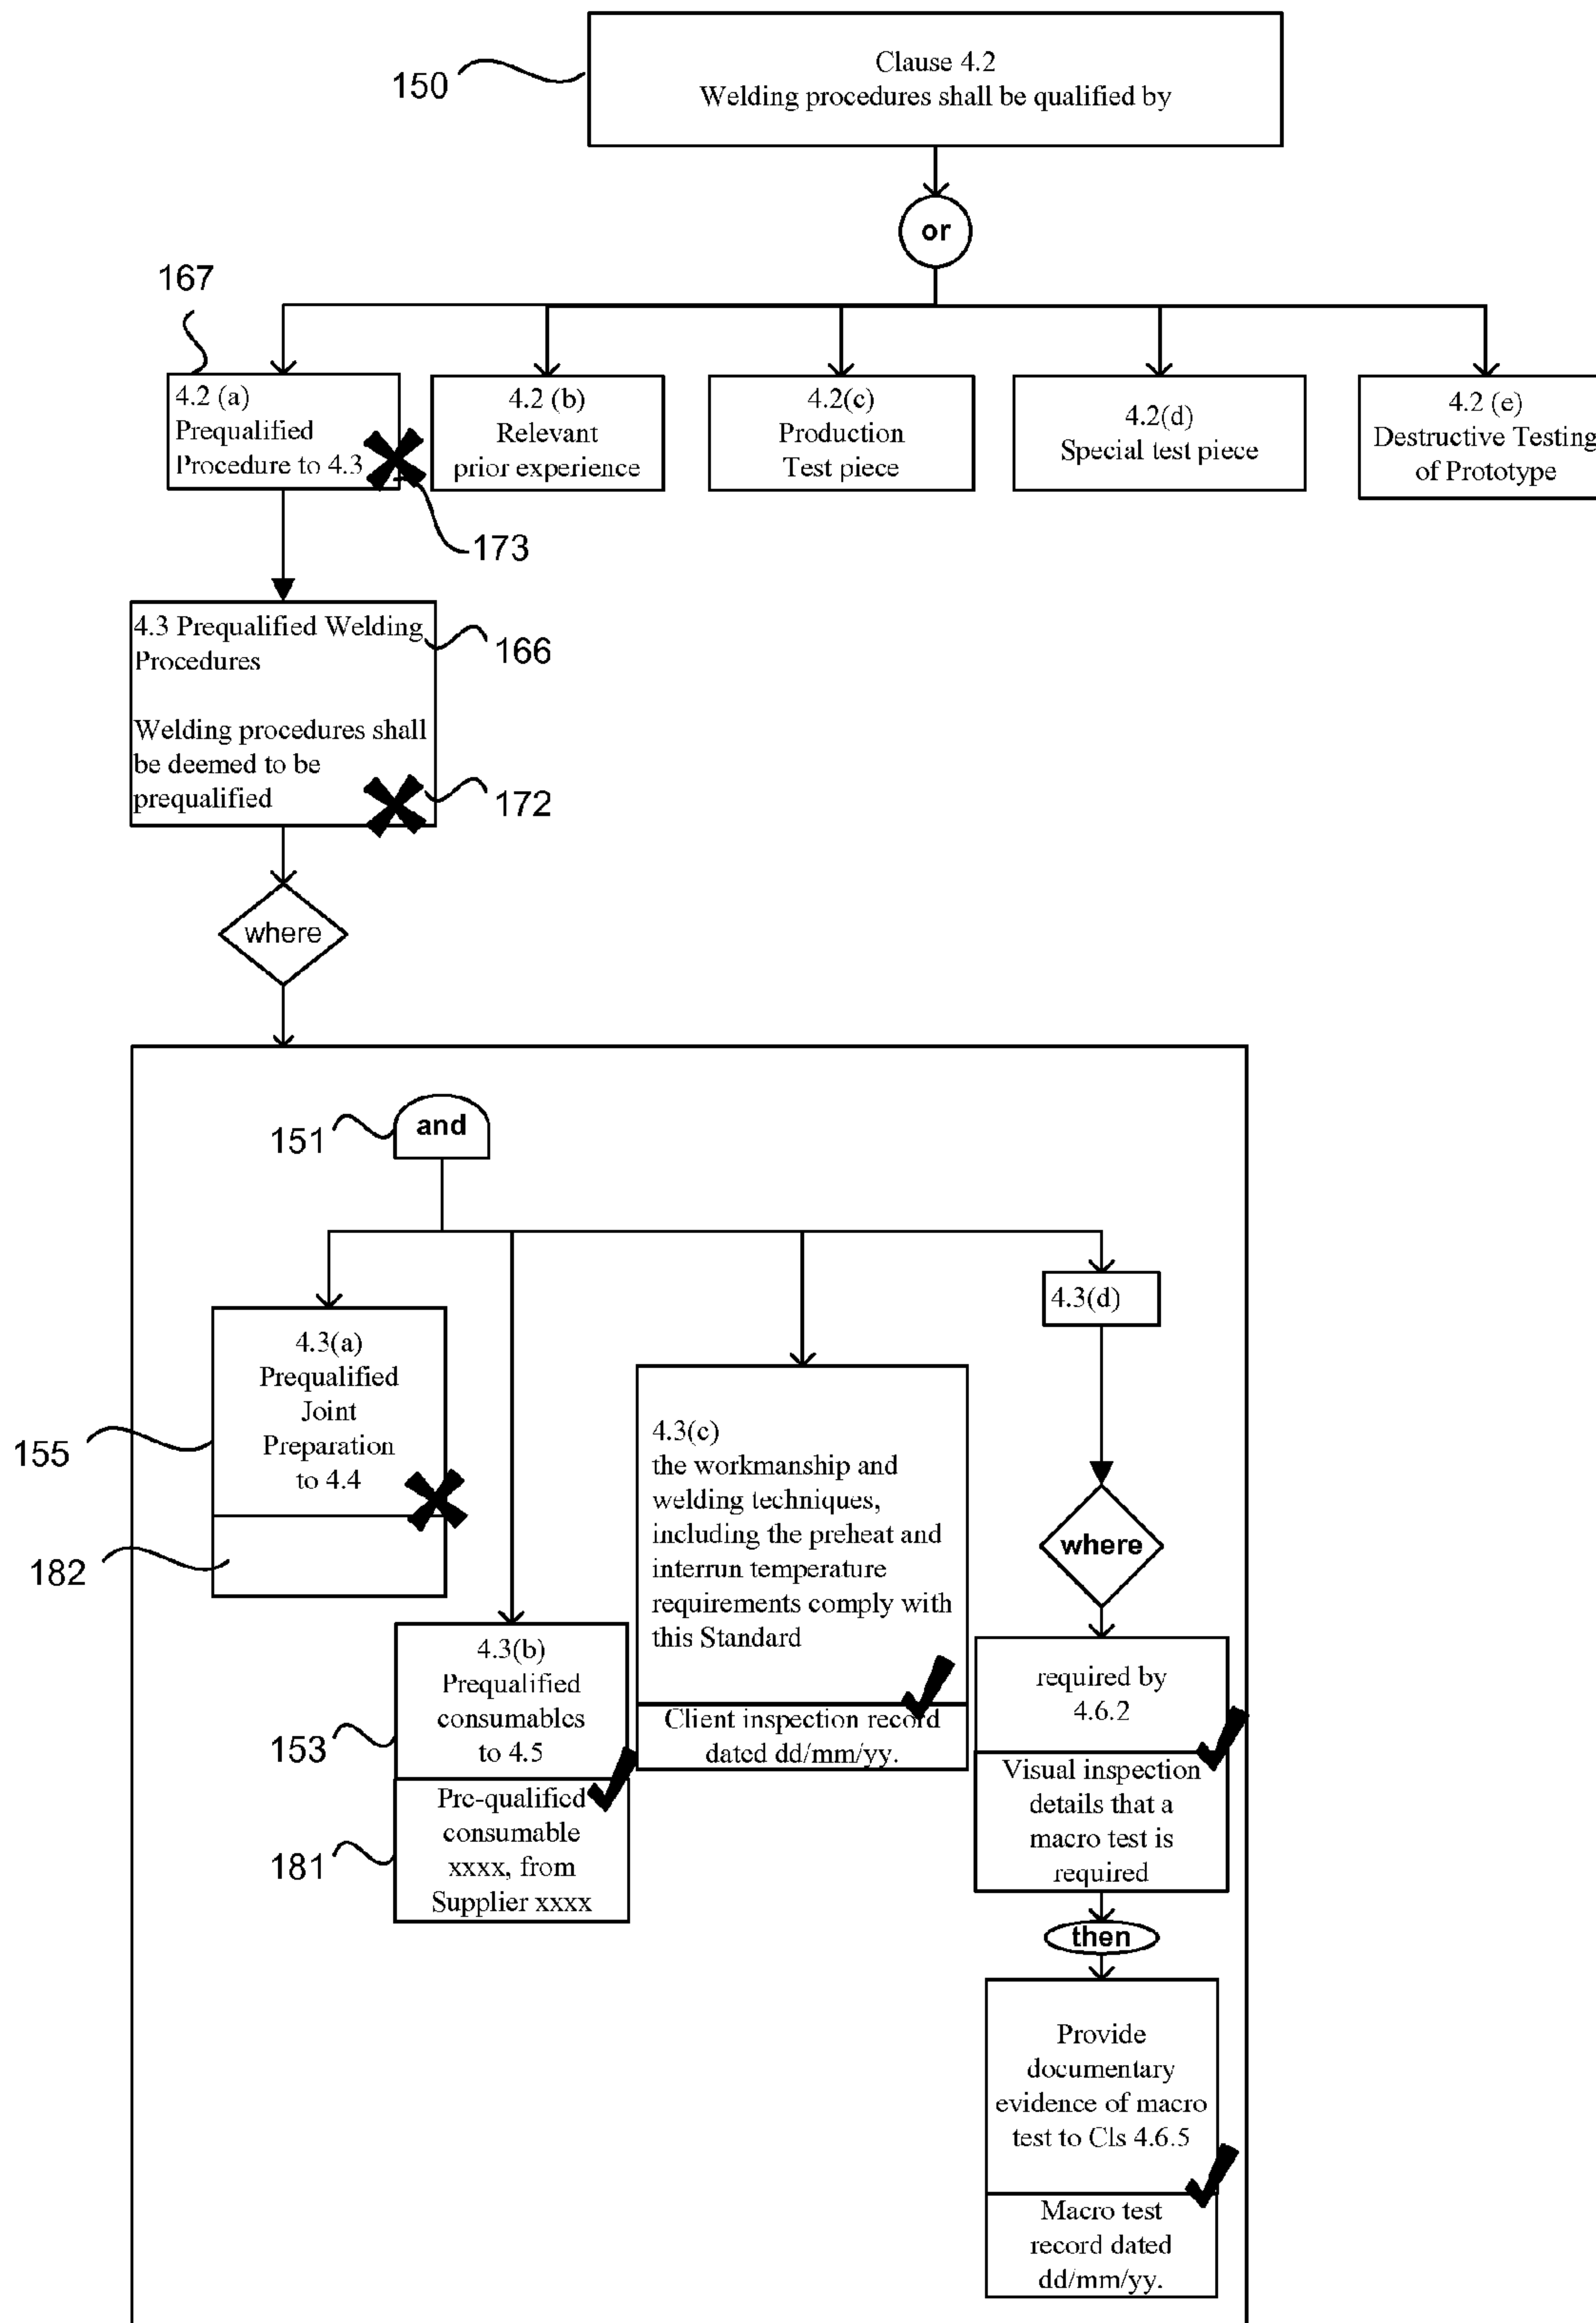 Clause 4.2
Welding procedures shall be qualified by
150
or
167
4.2 (a)
Prequalified
Procedure to 4.3
4.2 (b)
Relevant
prior experience
4.2(c)
Production
Test piece
4.2(d)
Special test piece
4.2 (e)
Destructive Testing
of Prototype
173
4.3 Prequalified Welding
Procedures
Welding procedures shall
be deemed to be
prequalified
166
172
where
151
and
4.3(a)
Prequalified
Joint
Preparation
to 4.4
155
182
4.3(b)
Prequalified
consumables
to 4.5
153
Pre-qualified
consumable
xxxx, from
Supplier xxxx
181
4.3(c)
the workmanship and
welding techniques,
including the preheat and
interrun temperature
requirements comply with
this Standard
Client inspection record
dated dd/mm/yy.
4.3(d)
where
required by
4.6.2
Visual inspection
details that a
macro test is
required
then
Provide
documentary
evidence of macro
test to Cls 4.6.5
Macro test
record dated
dd/mm/yy.